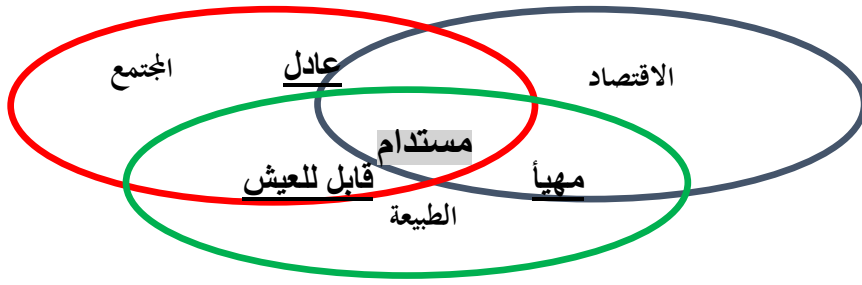 عادل
المجتمع
الاقتصاد
مستدام
قابل للعيش
مهيأ
الطبيعة